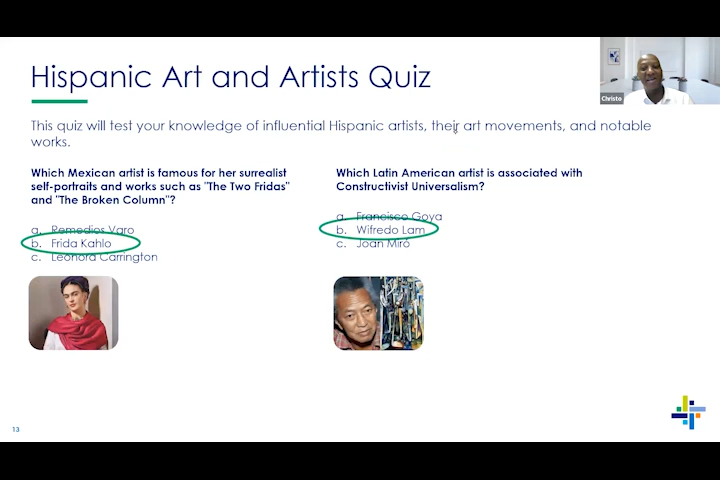 Hispanic Art and Artists Quiz
Christo
This quiz will test your knowledge of influential Hispanic artists, their art movements, and notable
works.
Which Mexican artist is famous for her surrealist
self-portraits and works such as "The Two Fridas"
and "The Broken Column"?
a. Remedios Varo
b. Frida Kahlo
c. Leonora Carrington
Which Latin American artist is associated with
Constructivist Universalism?
a. Francisco Goya
b. Wifredo Lam
c. Joan Miró
13